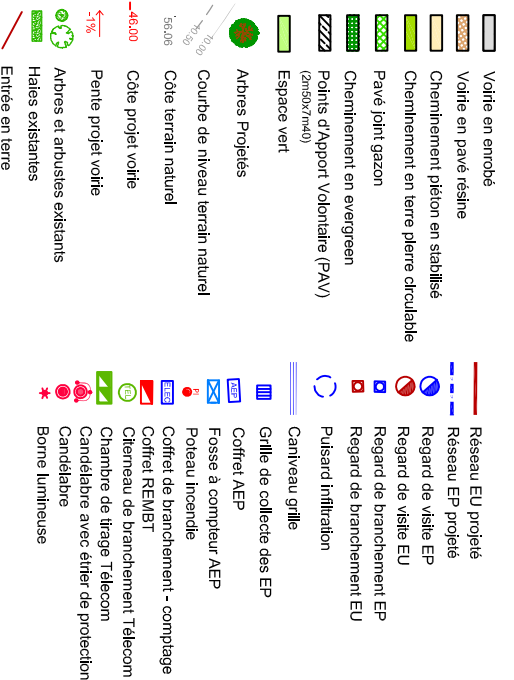 Voirie en enrobé
Voirie en pavé résine
Cheminement piéton en stabilisé
Cheminement en terre pierre circulable
Pavé joint gazon
Cheminement en evergreen
Points d'Apport Volontaire (PAV)
(2m50x7m40)
Espace vert
Arbres Projetés
10.00
10.50
Courbe de niveau terrain naturel
56.06
Côte terrain naturel
46.00
Côte projet voirie
-1%
Pente projet voirie
Arbres et arbustes existants
Haies existantes
Entrée en terre
Réseau EU projeté
Réseau EP projeté
Regard de visite EP
Regard de visite EU
Regard de branchement EP
Regard de branchement EU
Puisard infiltration
Caniveau grille
Grille de collecte des EP
AEP
Coffret AEP
Fosse à compteur AEP
PI
Poteau incendie
ELEC
Coffret de branchement - comptage
Coffret REMBT
TEL
Citerneau de branchement Télecom
Chambre de tirage Télecom
Candélabre avec étrier de protection
Candélabre
Borne lumineuse